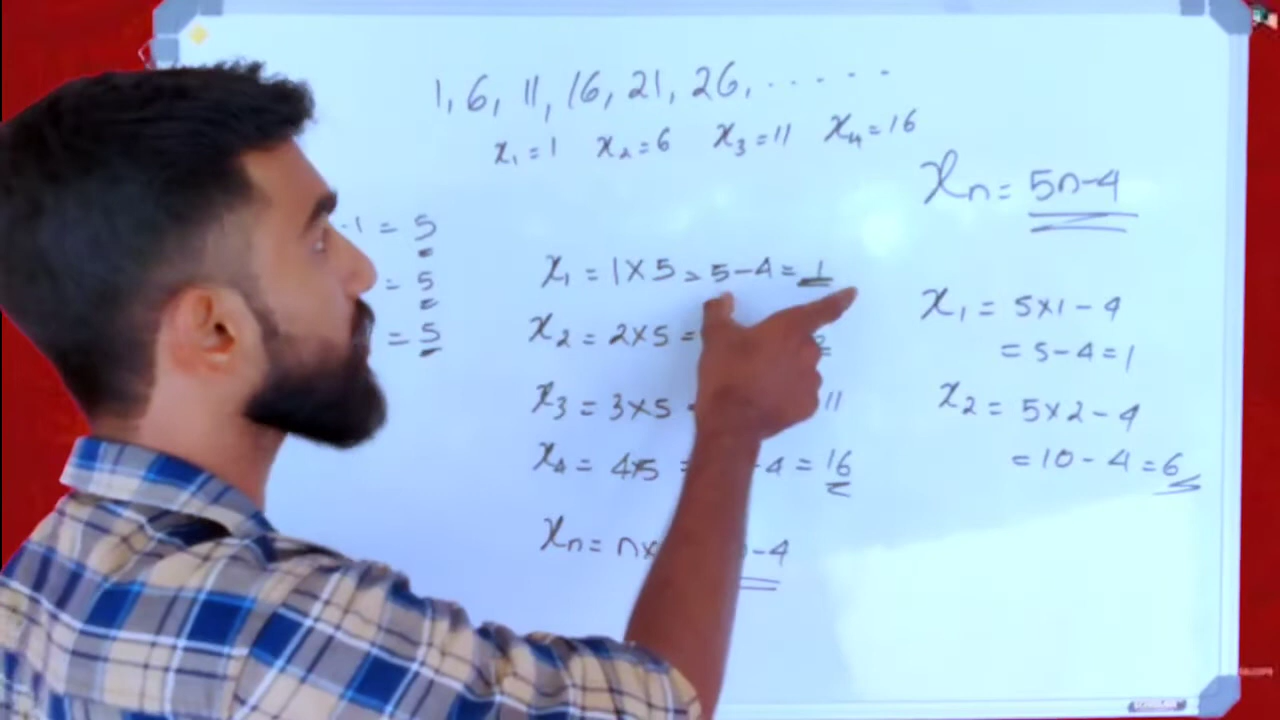 1, 6, 11, 16, 21, 26, . . . . .
x₁ = 1 x₂ = 6 x₃ = 11 x₄ = 16
xₙ = 5n-4
1 = 5
= 5
= 5
x₁ = 1×5 = 5-4 = 1
x₂ = 2×5 =
x₃ = 3×5 11
x₄ = 4×5 = -4 = 16
xₙ = n× -4
x₁ = 5×1 - 4
= 5-4 = 1
x₂ = 5×2 - 4
= 10 - 4 = 6